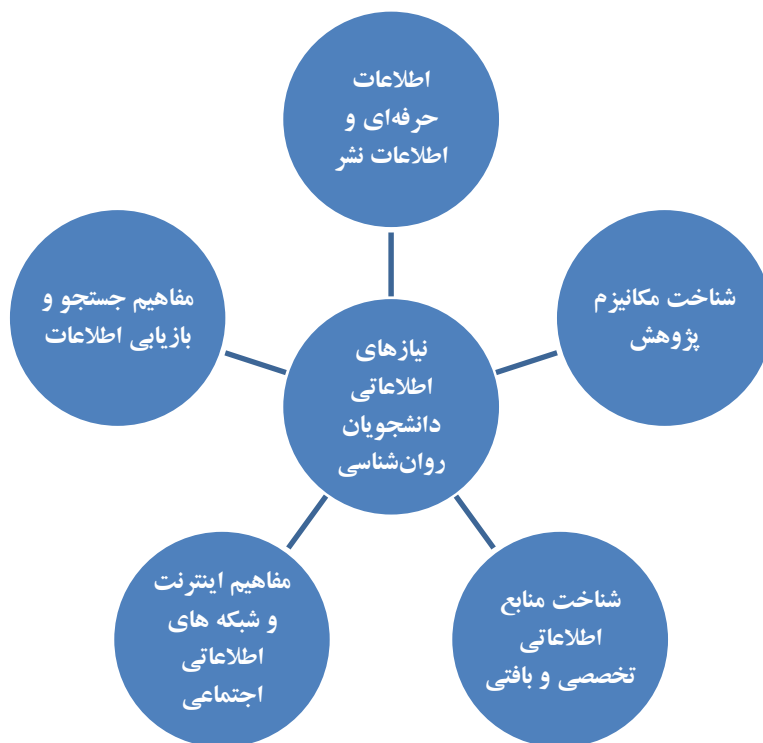 اطلاعات
حرفه‌ای و
اطلاعات نشر
شناخت مکانیزم
پژوهش
مفاهیم جستجو و
بازیابی اطلاعات
نیازهای
اطلاعاتی
دانشجویان
روان‌شناسی
شناخت منابع
اطلاعاتی
تخصصی و بافتی
مفاهیم اینترنت
و شبکه های
اطلاعاتی
اجتماعی